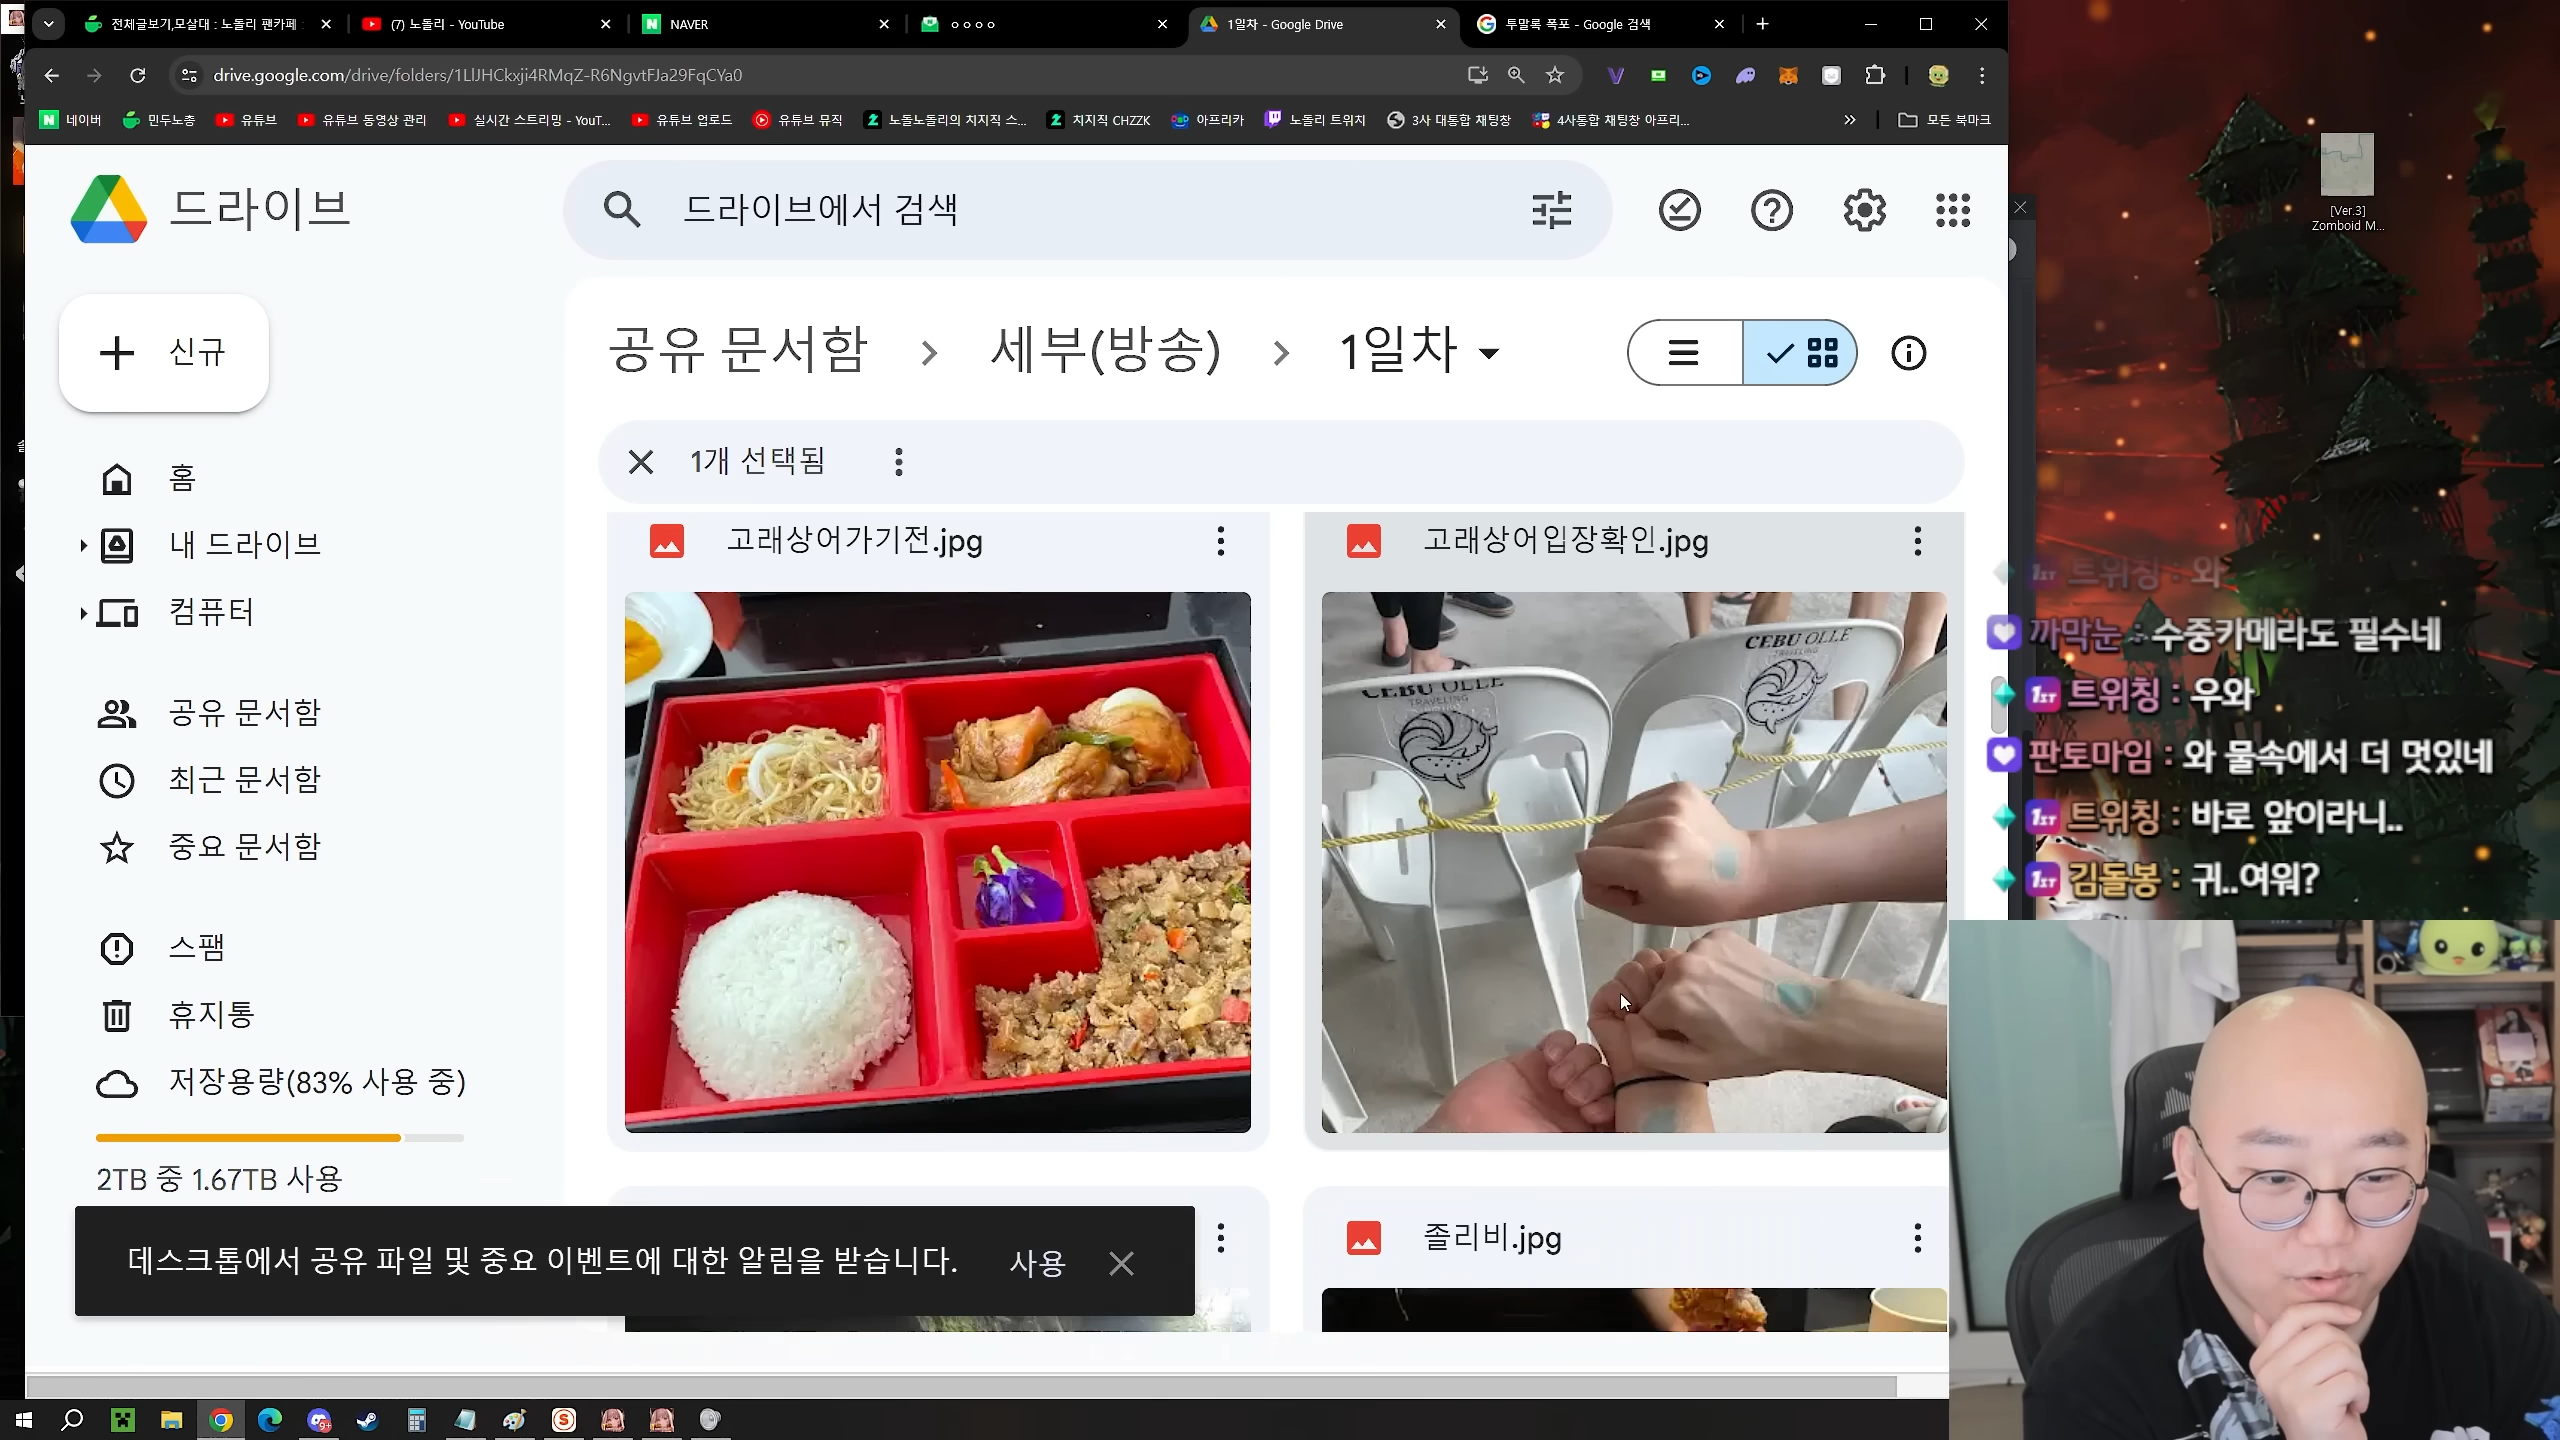 전체글보기,모살대 : 노돌리 팬카페
(7) 노돌리 - YouTube
NAVER
ㅇㅇㅇㅇ
1일차 - Google Drive
투말록 폭포 - Google 검색
drive.google.com/drive/folders/1LlJHCkxji4RMqZ-R6NgvtFJa29FqCYa0
네이버
민두노총
유튜브
유튜브 동영상 관리
실시간 스트리밍 - YouT...
유튜브 업로드
유튜브 뮤직
노돌노돌리의 치지직 스...
치지직 CHZZK
아프리카
노돌리 트위치
3사 대통합 채팅창
4사통합 채팅창 아프리...
모든 북마크
드라이브
드라이브에서 검색
신규
공유 문서함 > 세부(방송) > 1일차
1개 선택됨
홈
내 드라이브
컴퓨터
공유 문서함
최근 문서함
중요 문서함
스팸
휴지통
저장용량(83% 사용 중)
2TB 중 1.67TB 사용
고래상어가기전.jpg
고래상어입장확인.jpg
CEBU OLLE
TRAVELING
CEBU OLLE
TRAVELING
데스크톱에서 공유 파일 및 중요 이벤트에 대한 알림을 받습니다.
사용
졸리비.jpg
[Ver.3]
Zomboid M...
트위칭 : 와
까막눈 : 수중카메라도 필수네
트위칭 : 우와
판토마임 : 와 물속에서 더 멋있네
트위칭 : 바로 앞이라니..
김돌봉 : 귀..여워?